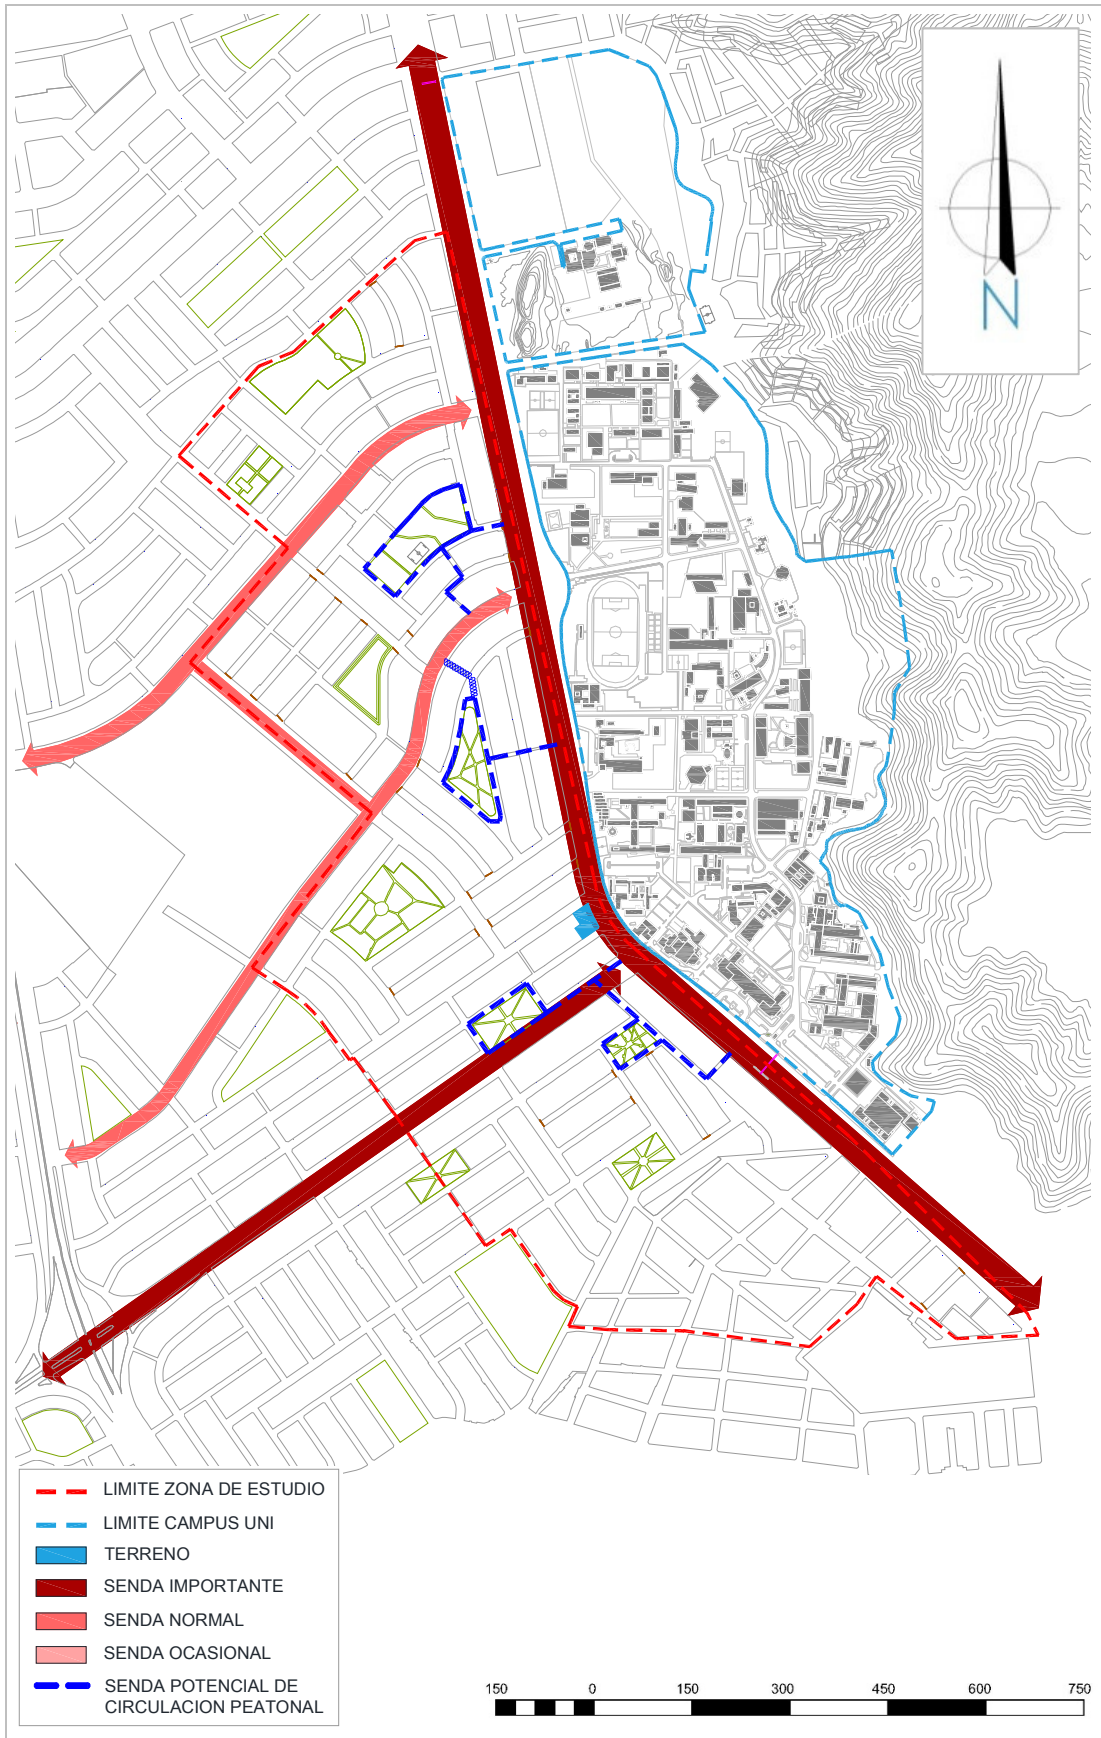 N
LIMITE ZONA DE ESTUDIO
LIMITE CAMPUS UNI
TERRENO
SENDA IMPORTANTE
SENDA NORMAL
SENDA OCASIONAL
SENDA POTENCIAL DE
CIRCULACION PEATONAL
150 0 150 300 450 600 750